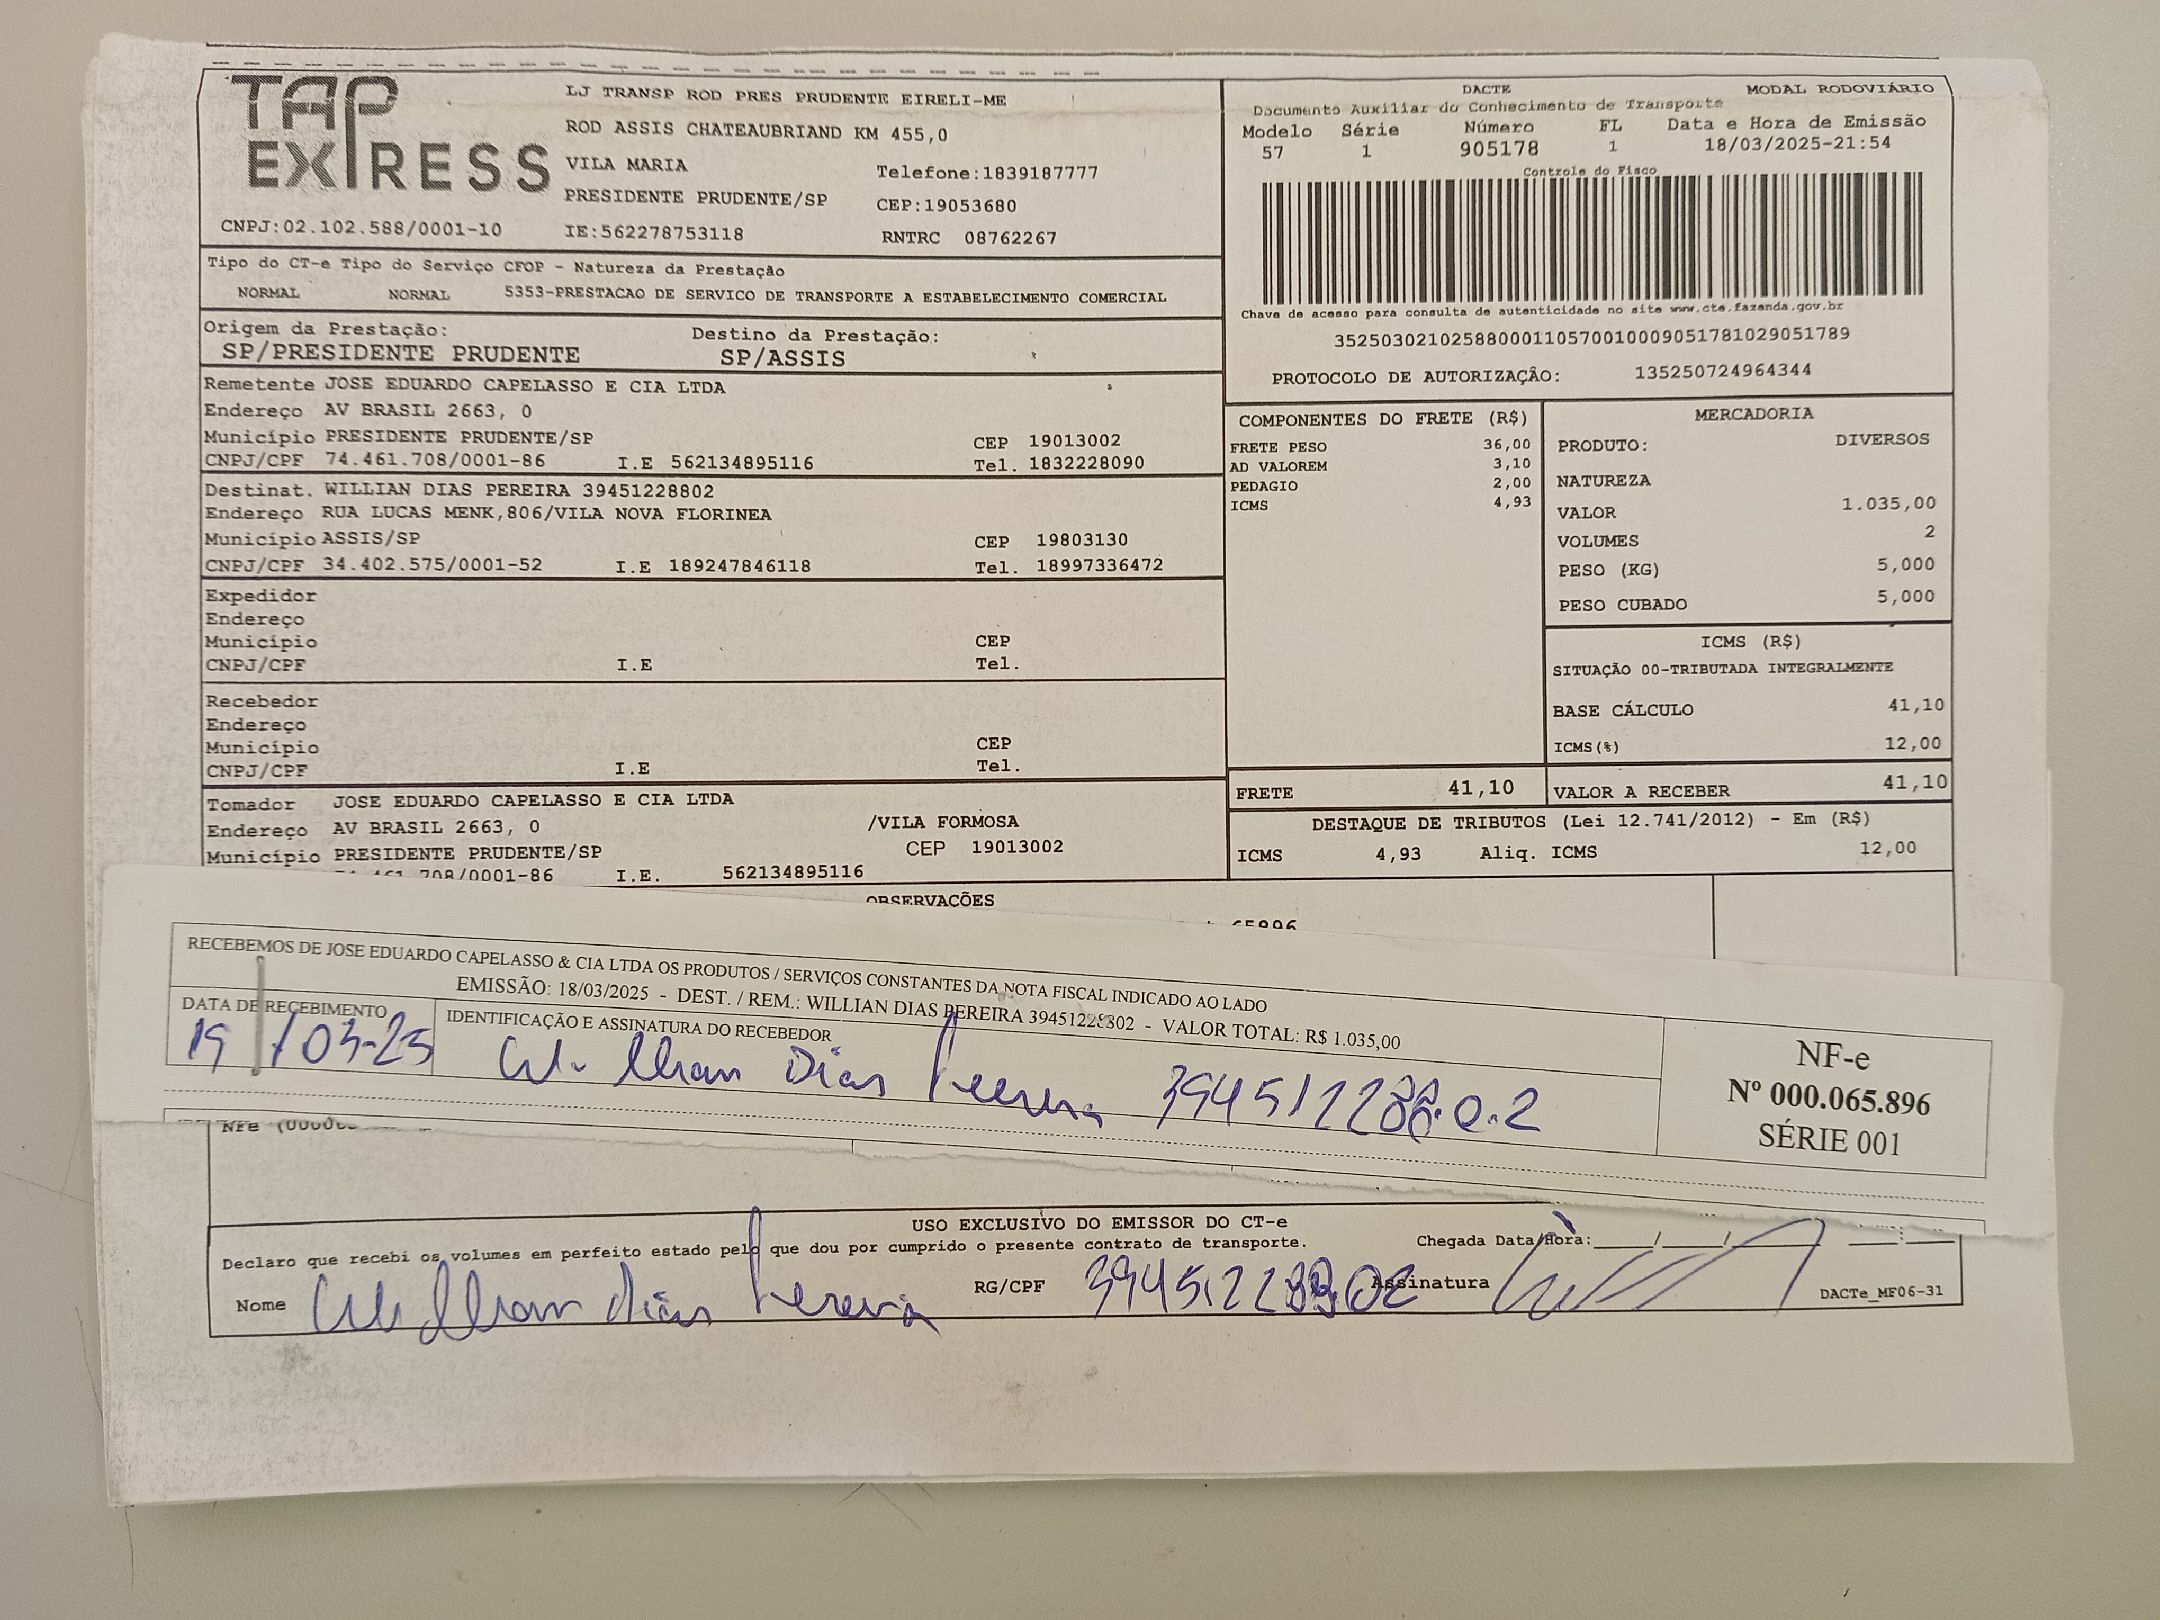 TAP EXPRESS
LJ TRANSP ROD PRES PRUDENTE EIRELI-ME
ROD ASSIS CHATEAUBRIAND KM 455,0
VILA MARIA Telefone:1839187777
PRESIDENTE PRUDENTE/SP CEP:19053680
CNPJ:02.102.588/0001-10 IE:562278753118 RNTRC 08762267
DACTE MODAL RODOVIÁRIO
Documento Auxiliar do Conhecimento de Transporte
Modelo Série Número FL Data e Hora de Emissão
57 1 905178 1 18/03/2025-21:54
Controle do Fisco
Chave de acesso para consulta de autenticidade no site www.cte.fazenda.gov.br
35250302102588000110570010009051781029051789
PROTOCOLO DE AUTORIZAÇÃO: 135250724964344
Tipo do CT-e Tipo do Serviço CFOP - Natureza da Prestação
NORMAL NORMAL 5353-PRESTACAO DE SERVICO DE TRANSPORTE A ESTABELECIMENTO COMERCIAL
Origem da Prestação: Destino da Prestação:
SP/PRESIDENTE PRUDENTE SP/ASSIS
Remetente JOSE EDUARDO CAPELASSO E CIA LTDA
Endereço AV BRASIL 2663, 0
Município PRESIDENTE PRUDENTE/SP CEP 19013002
CNPJ/CPF 74.461.708/0001-86 I.E 562134895116 Tel. 1832228090
Destinat. WILLIAN DIAS PEREIRA 39451228802
Endereço RUA LUCAS MENK,806/VILA NOVA FLORINEA
Município ASSIS/SP CEP 19803130
CNPJ/CPF 34.402.575/0001-52 I.E 189247846118 Tel. 18997336472
Expedidor
Endereço
Município CEP
CNPJ/CPF I.E Tel.
Recebedor
Endereço
Município CEP
CNPJ/CPF I.E Tel.
Tomador JOSE EDUARDO CAPELASSO E CIA LTDA
Endereço AV BRASIL 2663, 0 /VILA FORMOSA
Município PRESIDENTE PRUDENTE/SP CEP 19013002
708/0001-86 I.E. 562134895116
COMPONENTES DO FRETE (R$)
FRETE PESO 36,00
AD VALOREM 3,10
PEDAGIO 2,00
ICMS 4,93
MERCADORIA
PRODUTO: DIVERSOS
NATUREZA
VALOR 1.035,00
VOLUMES 2
PESO (KG) 5,000
PESO CUBADO 5,000
ICMS (R$)
SITUAÇÃO 00-TRIBUTADA INTEGRALMENTE
BASE CÁLCULO 41,10
ICMS(%) 12,00
FRETE 41,10 VALOR A RECEBER 41,10
DESTAQUE DE TRIBUTOS (Lei 12.741/2012) - Em (R$)
ICMS 4,93 Aliq. ICMS 12,00
OBSERVAÇÕES
RECEBEMOS DE JOSE EDUARDO CAPELASSO & CIA LTDA OS PRODUTOS / SERVIÇOS CONSTANTES DA NOTA FISCAL INDICADO AO LADO
EMISSÃO: 18/03/2025 - DEST. / REM.: WILLIAN DIAS PEREIRA 39451228802 - VALOR TOTAL: R$ 1.035,00
DATA DE RECEBIMENTO IDENTIFICAÇÃO E ASSINATURA DO RECEBEDOR
19/03-25 Willian Dias Pereira 394512288.0.2
NF-e
Nº 000.065.896
SÉRIE 001
NFe
USO EXCLUSIVO DO EMISSOR DO CT-e
Declaro que recebi os volumes em perfeito estado pelo que dou por cumprido o presente contrato de transporte. Chegada Data/Hora:
Nome Willian Dias Pereira RG/CPF 394512288.02 Assinatura
DACTe_MF06-31